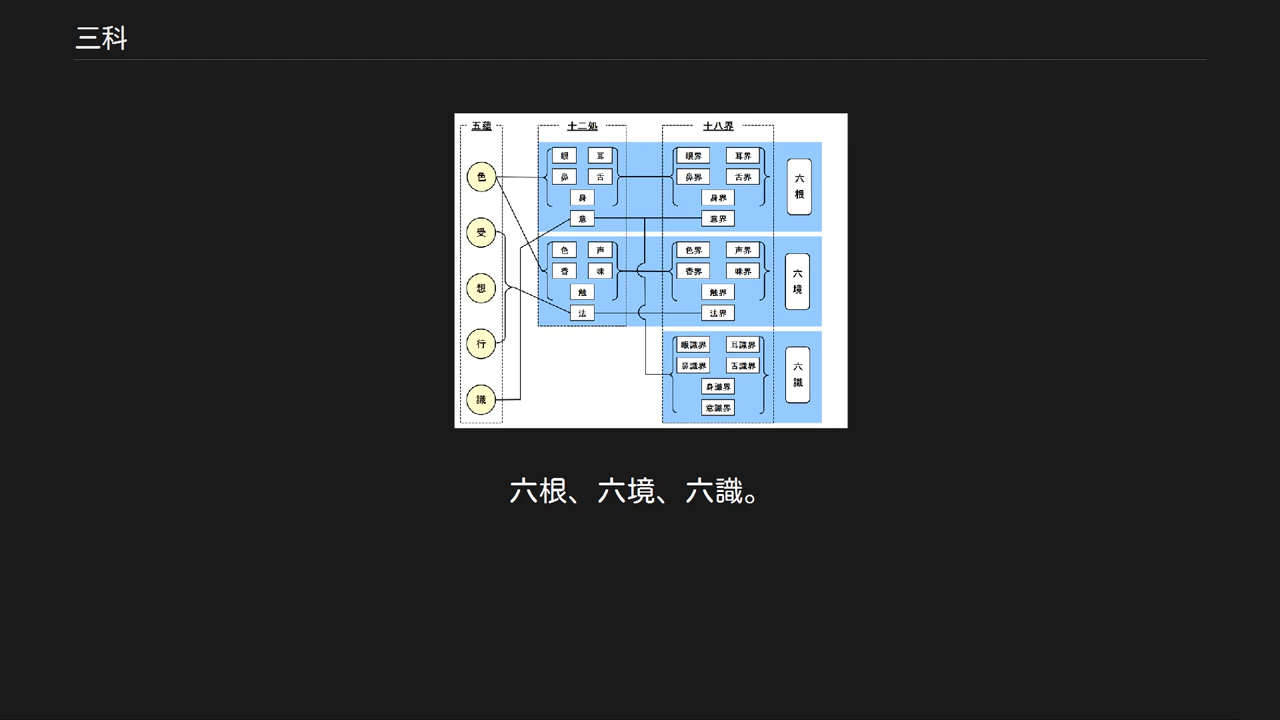 三科
五蘊 十二処 十八界
色
受
想
行
識
眼 耳
鼻 舌
身
意
色 声
香 味
触
法
眼界 耳界
鼻界 舌界
身界
意界
色界 声界
香界 味界
触界
法界
眼識界 耳識界
鼻識界 舌識界
身識界
意識界
六根
六境
六識
六根、六境、六識。